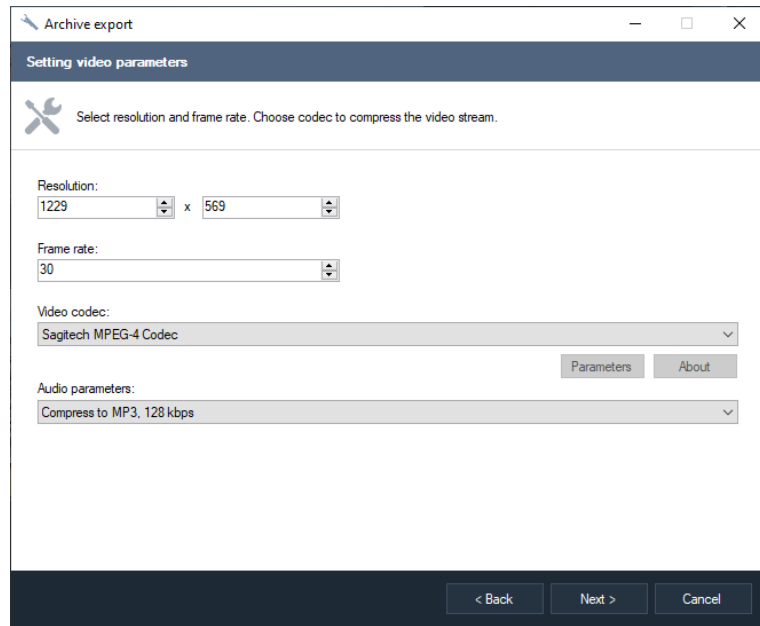 Archive export
Setting video parameters
Select resolution and frame rate. Choose codec to compress the video stream.
Resolution:
1229 x 569
Frame rate:
30
Video codec:
Sagitech MPEG-4 Codec
Parameters About
Audio parameters:
Compress to MP3, 128 kbps
< Back Next > Cancel